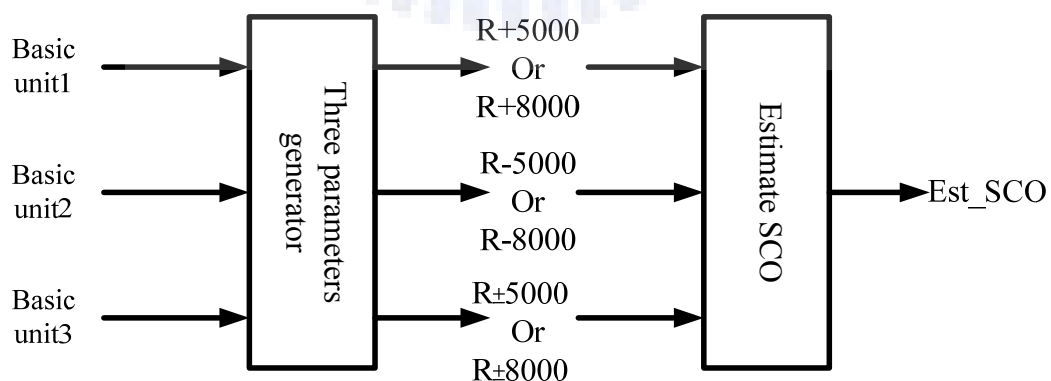 Basic
unit1
Basic
unit2
Basic
unit3
Three parameters
generator
R+5000
Or
R+8000
R-5000
Or
R-8000
R±5000
Or
R±8000
Estimate SCO
Est_SCO